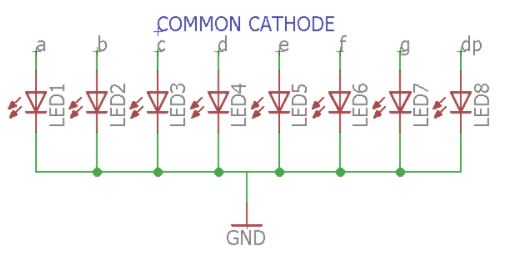 COMMON CATHODE
a b c d e f g dp
LED1 LED2 LED3 LED4 LED5 LED6 LED7 LED8
GND